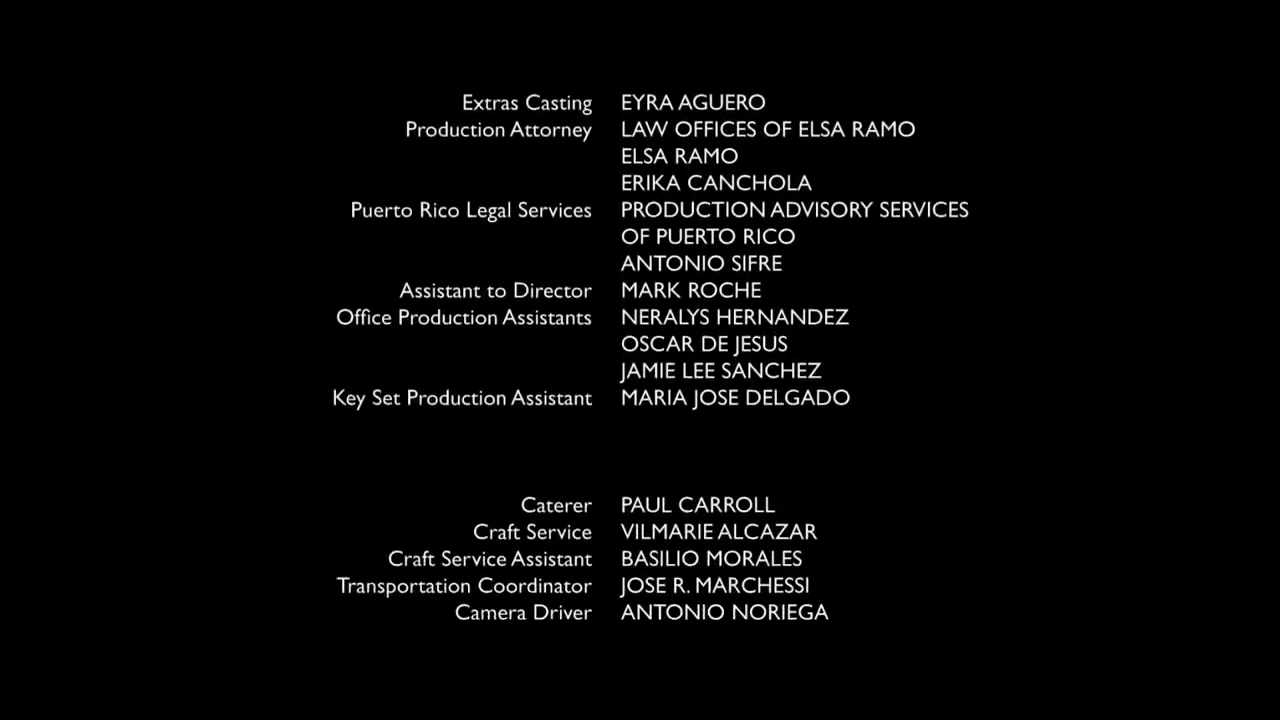 Extras Casting EYRA AGUERO
Production Attorney LAW OFFICES OF ELSA RAMO
ELSA RAMO
ERIKA CANCHOLA
Puerto Rico Legal Services PRODUCTION ADVISORY SERVICES
OF PUERTO RICO
ANTONIO SIFRE
Assistant to Director MARK ROCHE
Office Production Assistants NERALYS HERNANDEZ
OSCAR DE JESUS
JAMIE LEE SANCHEZ
Key Set Production Assistant MARIA JOSE DELGADO
Caterer PAUL CARROLL
Craft Service VILMARIE ALCAZAR
Craft Service Assistant BASILIO MORALES
Transportation Coordinator JOSE R. MARCHESSI
Camera Driver ANTONIO NORIEGA